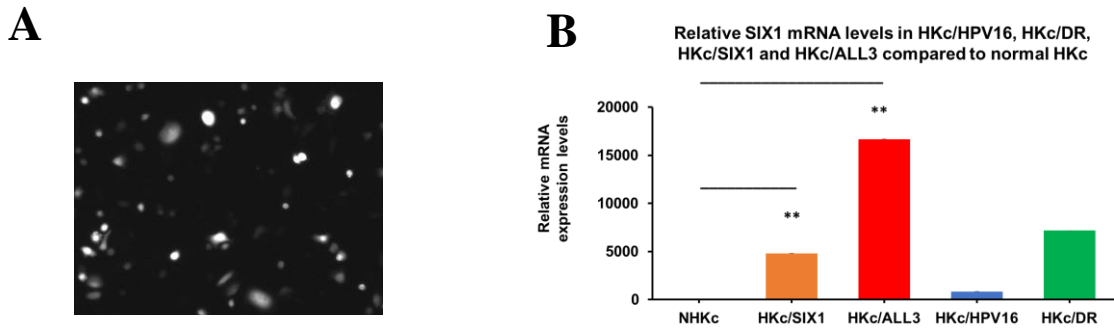 A
B
Relative SIX1 mRNA levels in HKc/HPV16, HKc/DR,
HKc/SIX1 and HKc/ALL3 compared to normal HKc
Relative mRNA
expression levels
20000
15000
10000
5000
0
**
**
NHKc HKc/SIX1 HKc/ALL3 HKc/HPV16 HKc/DR